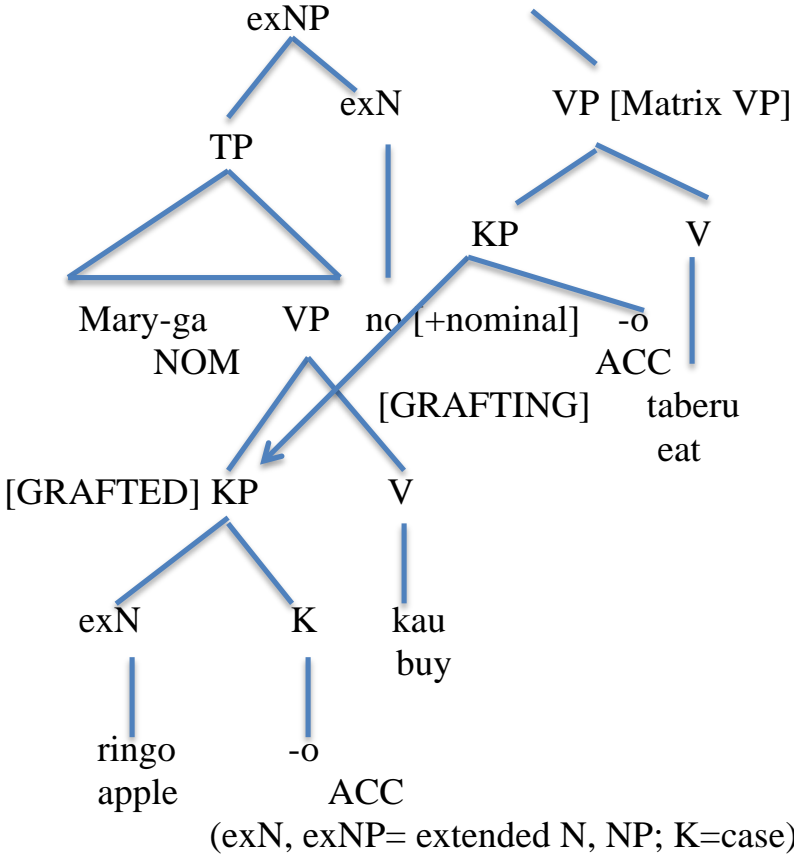 exNP
exN VP [Matrix VP]
TP
KP V
Mary-ga VP no [+nominal] -o
NOM ACC
[GRAFTING] taberu
eat
[GRAFTED] KP V
exN K kau
buy
ringo -o
apple ACC
(exN, exNP= extended N, NP; K=case)